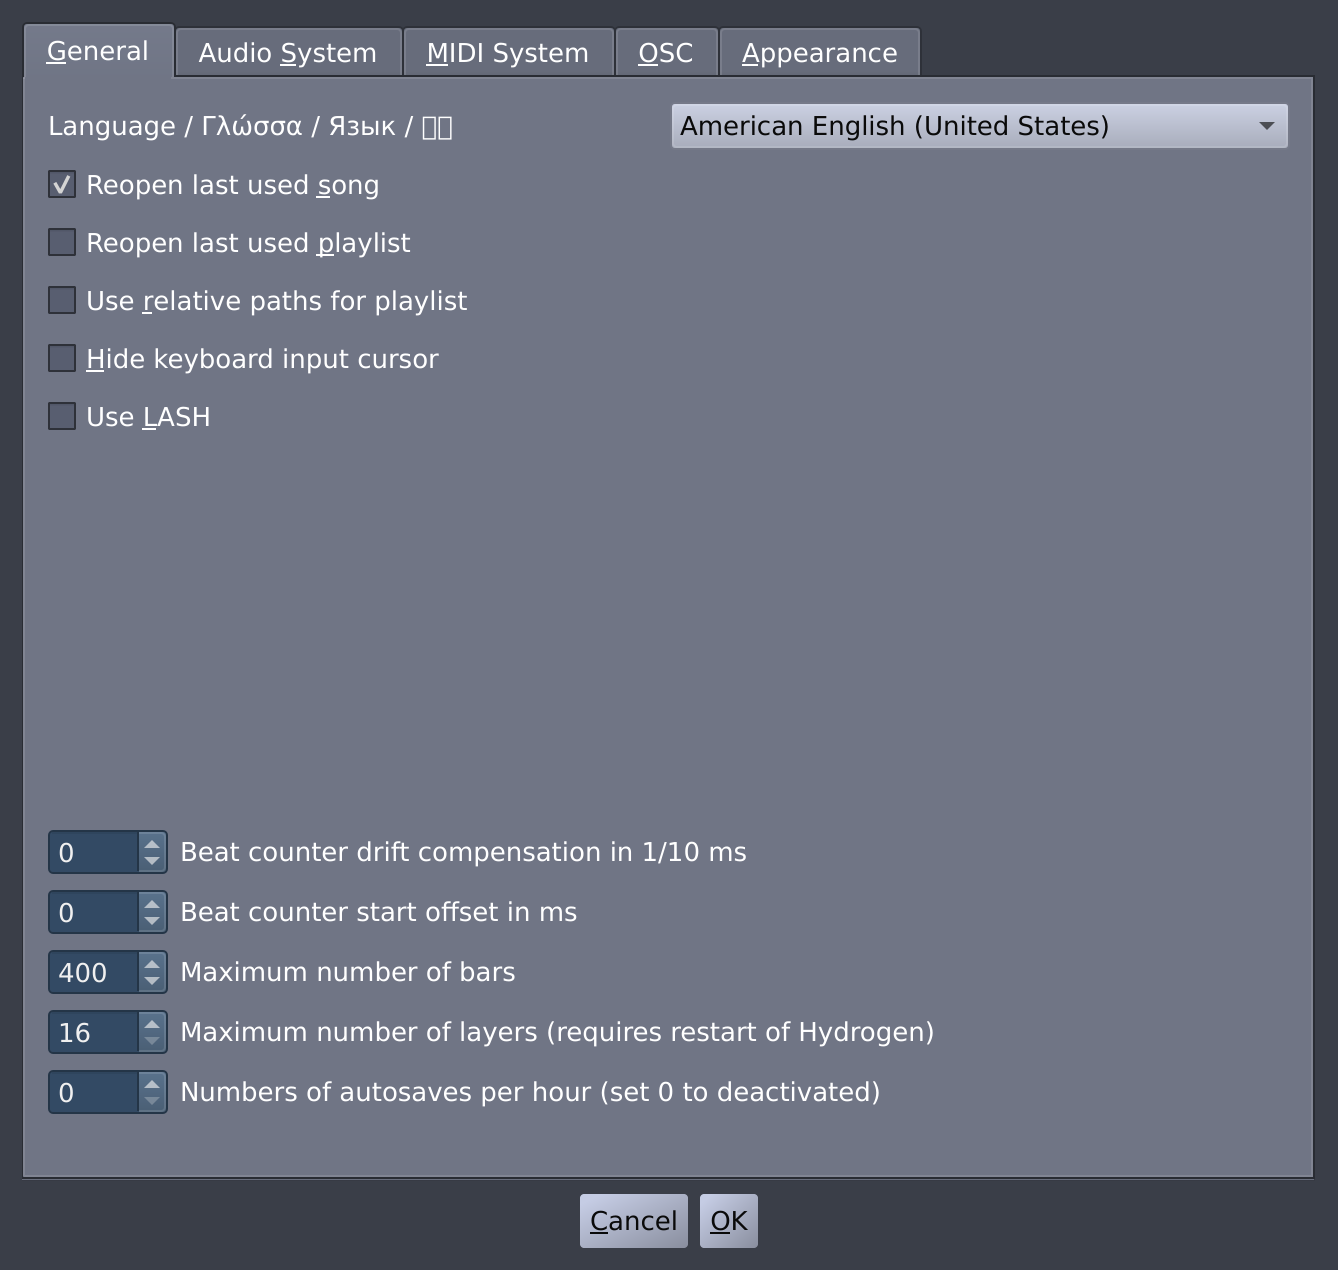 General
Audio System
MIDI System
OSC
Appearance
Language / Γλώσσα / Язык /
American English (United States)
Reopen last used song
Reopen last used playlist
Use relative paths for playlist
Hide keyboard input cursor
Use LASH
0 Beat counter drift compensation in 1/10 ms
0 Beat counter start offset in ms
400 Maximum number of bars
16 Maximum number of layers (requires restart of Hydrogen)
0 Numbers of autosaves per hour (set 0 to deactivated)
Cancel
OK